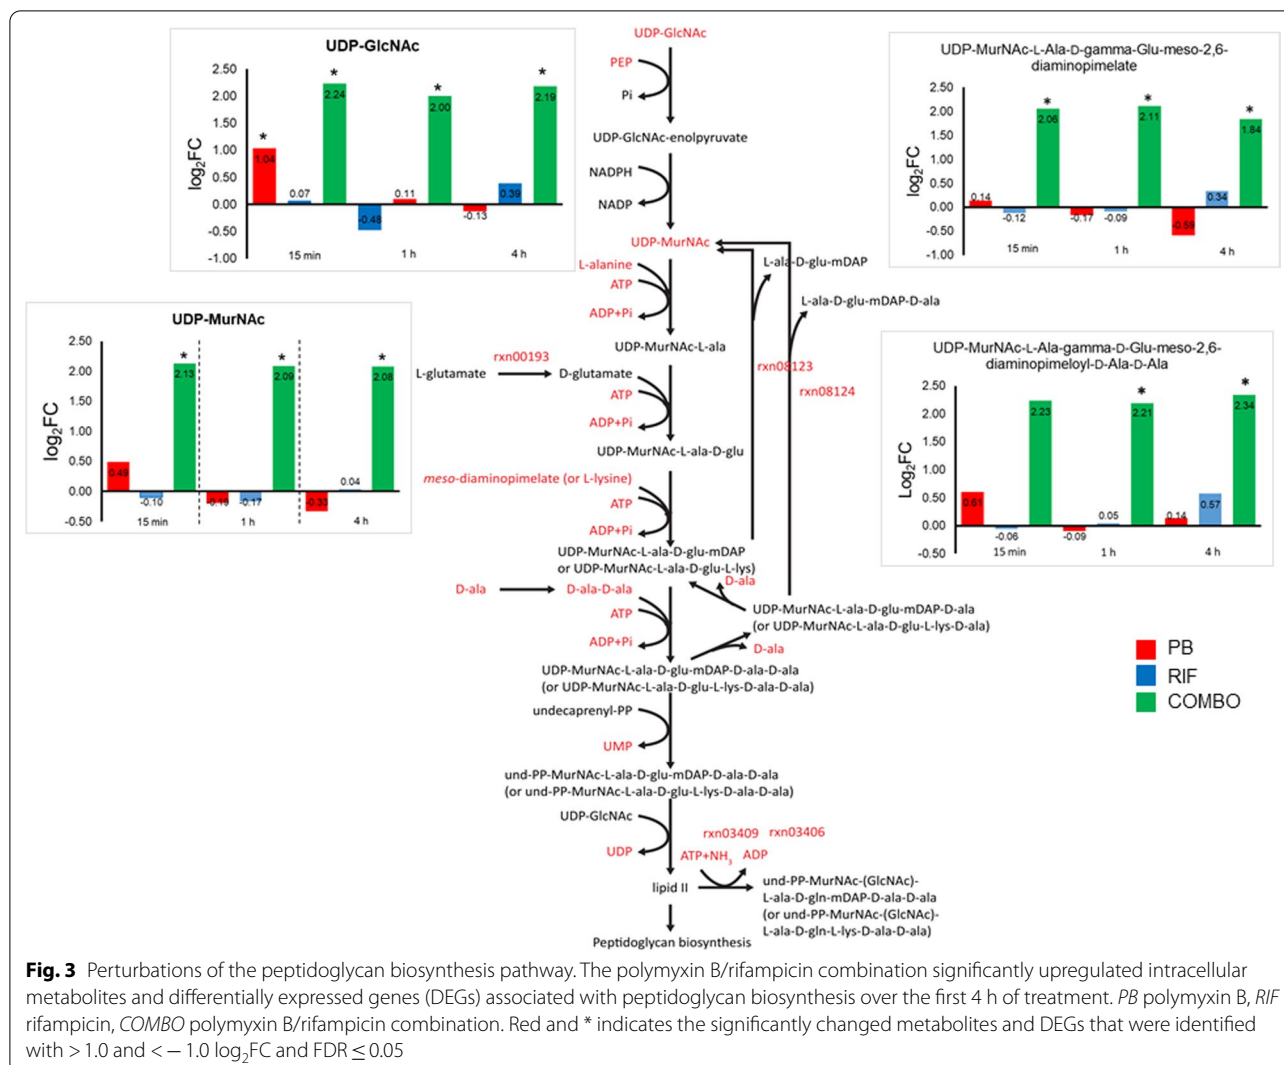 UDP-GlcNAc
log2FC
2.50
2.00
1.50
1.00
0.50
0.00
-0.50
-1.00
*
1.04
0.07
*
2.24
-0.48
0.11
*
2.00
-0.13
0.39
*
2.19
15 min
1 h
4 h
UDP-MurNAc
log2FC
2.50
2.00
1.50
1.00
0.50
0.00
-0.50
0.49
-0.10
*
2.13
-0.19
-0.17
*
2.09
-0.33
0.04
*
2.08
15 min
1 h
4 h
UDP-GlcNAc
PEP
Pi
UDP-GlcNAc-enolpyruvate
NADPH
NADP
UDP-MurNAc
L-alanine
ATP
ADP+Pi
UDP-MurNAc-L-ala
rxn00193
L-glutamate
D-glutamate
ATP
ADP+Pi
UDP-MurNAc-L-ala-D-glu
meso-diaminopimelate (or L-lysine)
ATP
ADP+Pi
UDP-MurNAc-L-ala-D-glu-mDAP
or UDP-MurNAc-L-ala-D-glu-L-lys)
D-ala
D-ala-D-ala
ATP
ADP+Pi
UDP-MurNAc-L-ala-D-glu-mDAP-D-ala-D-ala
(or UDP-MurNAc-L-ala-D-glu-L-lys-D-ala-D-ala)
undecaprenyl-PP
UMP
und-PP-MurNAc-L-ala-D-glu-mDAP-D-ala-D-ala
(or und-PP-MurNAc-L-ala-D-glu-L-lys-D-ala-D-ala)
UDP-GlcNAc
UDP
rxn03409
rxn03406
ATP+NH3
ADP
lipid II
und-PP-MurNAc-(GlcNAc)-
L-ala-D-gln-mDAP-D-ala-D-ala
(or und-PP-MurNAc-(GlcNAc)-
L-ala-D-gln-L-lys-D-ala-D-ala)
Peptidoglycan biosynthesis
L-ala-D-glu-mDAP
L-ala-D-glu-mDAP-D-ala
rxn08123
rxn08124
D-ala
UDP-MurNAc-L-ala-D-glu-mDAP-D-ala
(or UDP-MurNAc-L-ala-D-glu-L-lys-D-ala)
D-ala
UDP-MurNAc-L-Ala-D-gamma-Glu-meso-2,6-
diaminopimelate
log2FC
2.50
2.00
1.50
1.00
0.50
0.00
-0.50
-1.00
0.14
-0.12
*
2.06
-0.17
-0.09
*
2.11
-0.59
0.34
*
1.84
15 min
1 h
4 h
UDP-MurNAc-L-Ala-gamma-D-Glu-meso-2,6-
diaminopimeloyl-D-Ala-D-Ala
Log2FC
2.50
2.00
1.50
1.00
0.50
0.00
-0.50
0.61
-0.06
2.23
-0.09
0.05
*
2.21
0.14
0.57
*
2.34
15 min
1 h
4 h
PB
RIF
COMBO
Fig. 3 Perturbations of the peptidoglycan biosynthesis pathway. The polymyxin B/rifampicin combination significantly upregulated intracellular
metabolites and differentially expressed genes (DEGs) associated with peptidoglycan biosynthesis over the first 4 h of treatment. PB polymyxin B, RIF
rifampicin, COMBO polymyxin B/rifampicin combination. Red and * indicates the significantly changed metabolites and DEGs that were identified
with > 1.0 and < − 1.0 log2FC and FDR ≤ 0.05